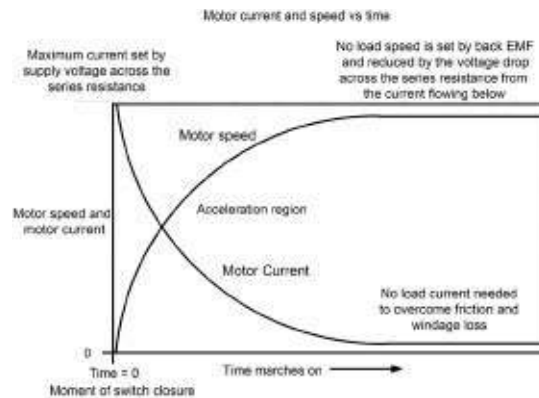 Motor current and speed vs time
Maximum current set by
supply voltage across the
series resistance
No load speed is set by back EMF
and reduced by the voltage drop
across the series resistance from
the current flowing below
Motor speed
Motor speed and
motor current
Acceleration region
Motor Current
No load current needed
to overcome friction and
windage loss
0
Time = 0
Time marches on
Moment of switch closure